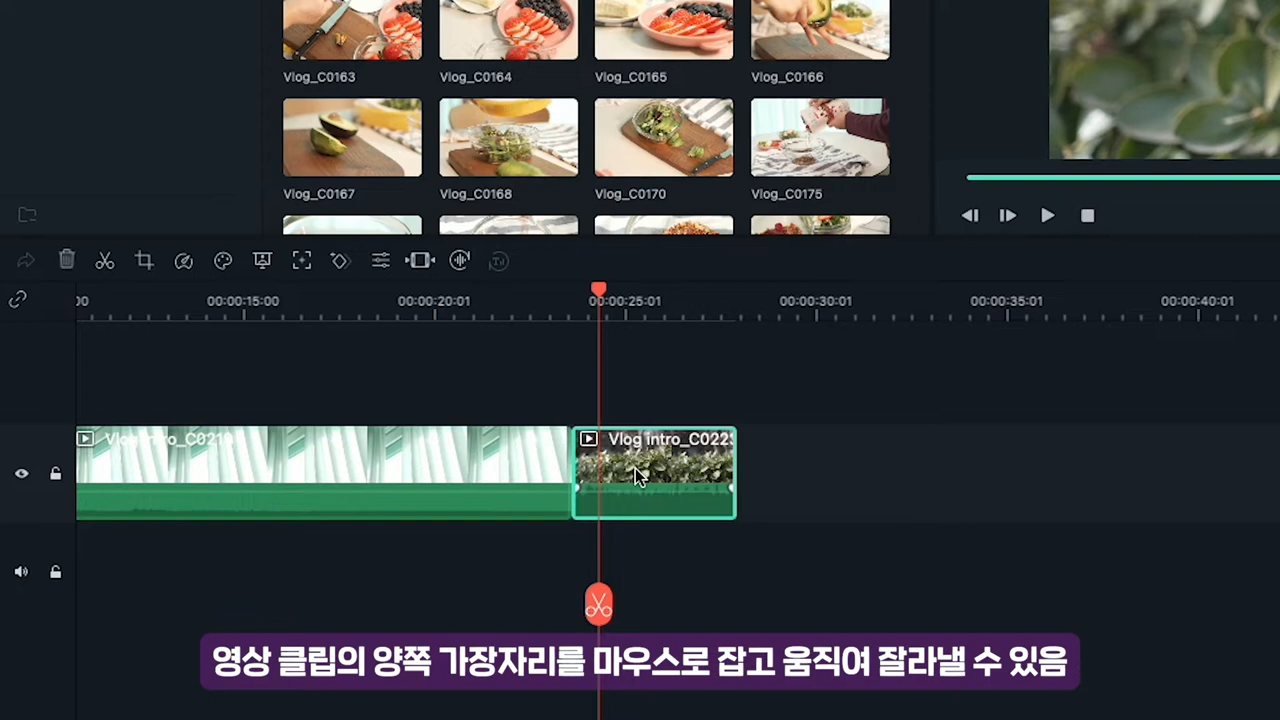 Vlog_C0163
Vlog_C0164
Vlog_C0165
Vlog_C0166
Vlog_C0167
Vlog_C0168
Vlog_C0170
Vlog_C0175
00
00:00:15:00
00:00:20:01
00:00:25:01
00:00:30:01
00:00:35:01
00:00:40:01
Vlog intro_C0223
영상 클립의 양쪽 가장자리를 마우스로 잡고 움직여 잘라낼 수 있음